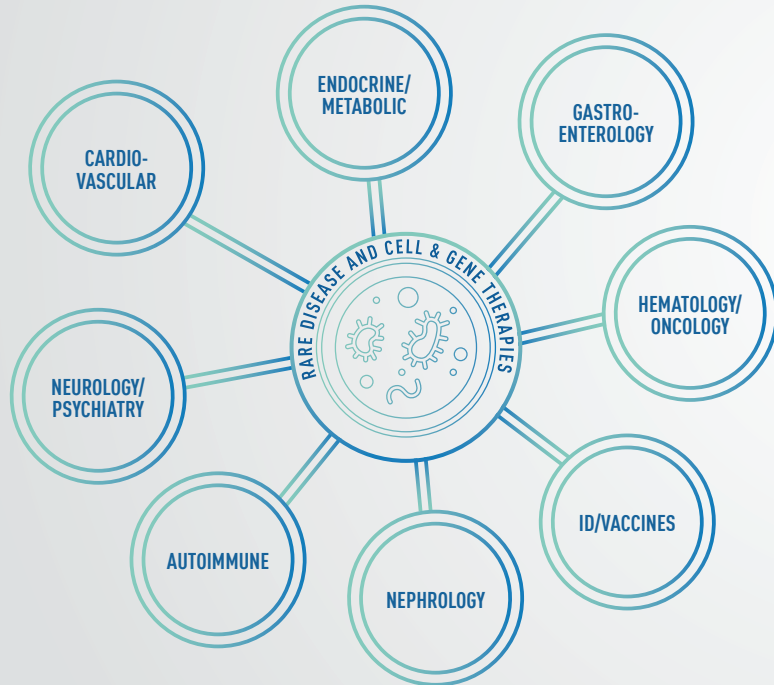 ENDOCRINE/
METABOLIC
GASTRO-
ENTEROLOGY
CARDIO-
VASCULAR
RARE DISEASE AND CELL & GENE THERAPIES
HEMATOLOGY/
ONCOLOGY
NEUROLOGY/
PSYCHIATRY
ID/VACCINES
AUTOIMMUNE
NEPHROLOGY